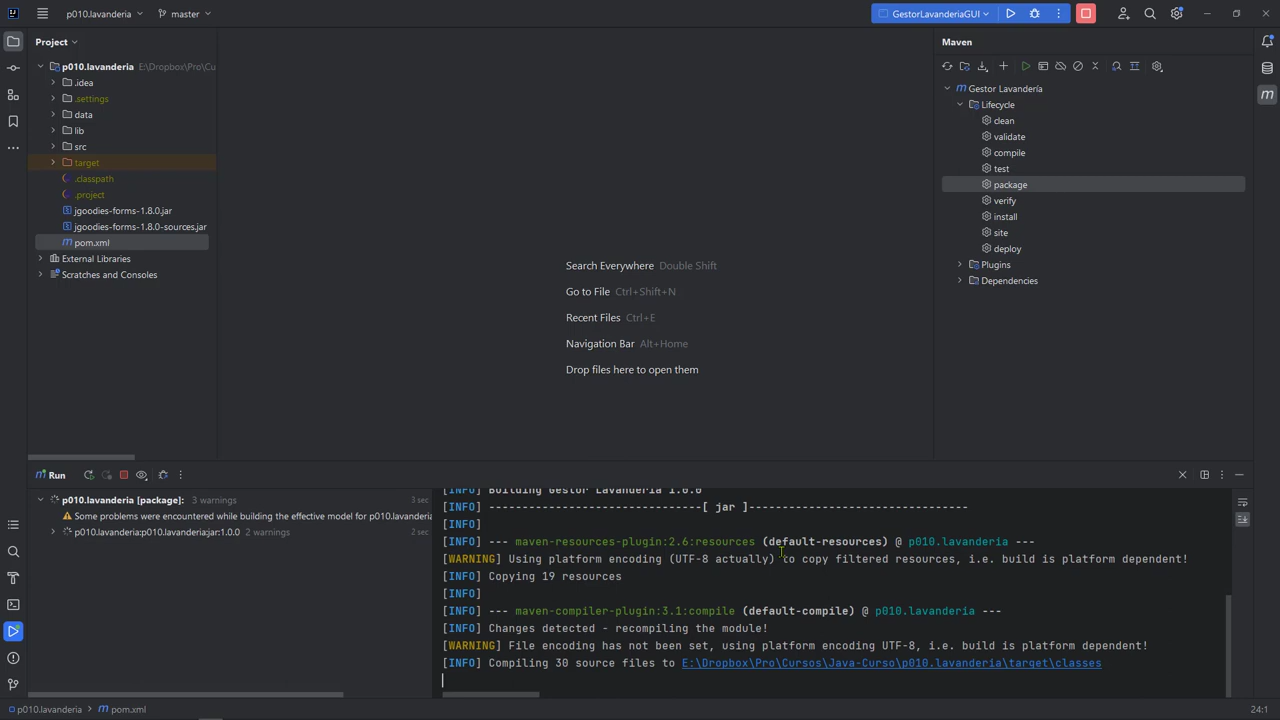 p010.lavanderia
master
GestorLavanderiaGUI
Project
p010.lavanderia E:\Dropbox\Pro\Cu
.idea
.settings
data
lib
src
target
.classpath
.project
jgoodies-forms-1.8.0.jar
jgoodies-forms-1.8.0-sources.jar
pom.xml
External Libraries
Scratches and Consoles
Search Everywhere Double Shift
Go to File Ctrl+Shift+N
Recent Files Ctrl+E
Navigation Bar Alt+Home
Drop files here to open them
Maven
Gestor Lavandería
Lifecycle
clean
validate
compile
test
package
verify
install
site
deploy
Plugins
Dependencies
Run
p010.lavanderia [package]: 3 warnings 3 sec
Some problems were encountered while building the effective model for p010.lavanderia
p010.lavanderia:p010.lavanderia:jar:1.0.0 2 warnings 2 sec
[INFO] Building Gestor Lavandería 1.0.0
[INFO] --------------------------------[ jar ]---------------------------------
[INFO]
[INFO] --- maven-resources-plugin:2.6:resources (default-resources) @ p010.lavanderia ---
[WARNING] Using platform encoding (UTF-8 actually) to copy filtered resources, i.e. build is platform dependent!
[INFO] Copying 19 resources
[INFO]
[INFO] --- maven-compiler-plugin:3.1:compile (default-compile) @ p010.lavanderia ---
[INFO] Changes detected - recompiling the module!
[WARNING] File encoding has not been set, using platform encoding UTF-8, i.e. build is platform dependent!
[INFO] Compiling 30 source files to E:\Dropbox\Pro\Cursos\Java-Curso\p010.lavanderia\target\classes
p010.lavanderia > pom.xml
24:1